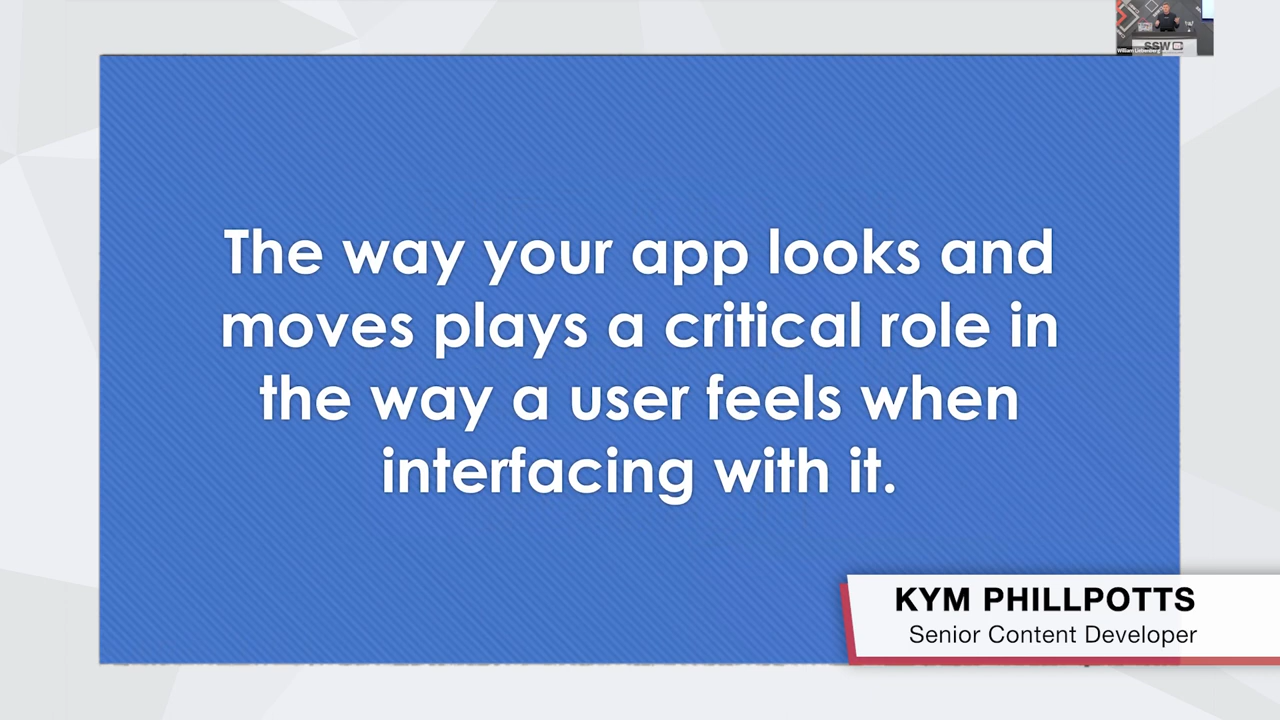 SSW
The way your app looks and
moves plays a critical role in
the way a user feels when
interfacing with it.
KYM PHILLPOTTS
Senior Content Developer